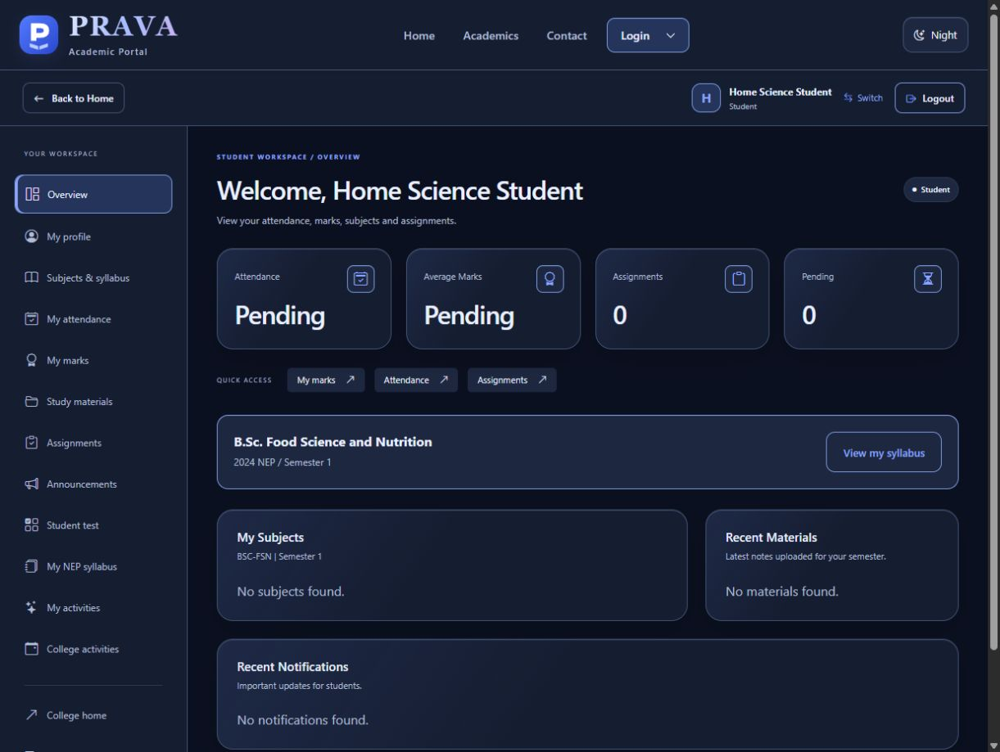 PRAVA
Academic Portal
Home
Academics
Contact
Login
Night
Back to Home
H
Home Science Student
Student
Switch
Logout
YOUR WORKSPACE
Overview
My profile
Subjects & syllabus
My attendance
My marks
Study materials
Assignments
Announcements
Student test
My NEP syllabus
My activities
College activities
College home
STUDENT WORKSPACE / OVERVIEW
Welcome, Home Science Student
Student
View your attendance, marks, subjects and assignments.
Attendance
Pending
Average Marks
Pending
Assignments
0
Pending
0
QUICK ACCESS
My marks
Attendance
Assignments
B.Sc. Food Science and Nutrition
2024 NEP / Semester 1
View my syllabus
My Subjects
BSC-FSN | Semester 1
No subjects found.
Recent Materials
Latest notes uploaded for your semester.
No materials found.
Recent Notifications
Important updates for students.
No notifications found.